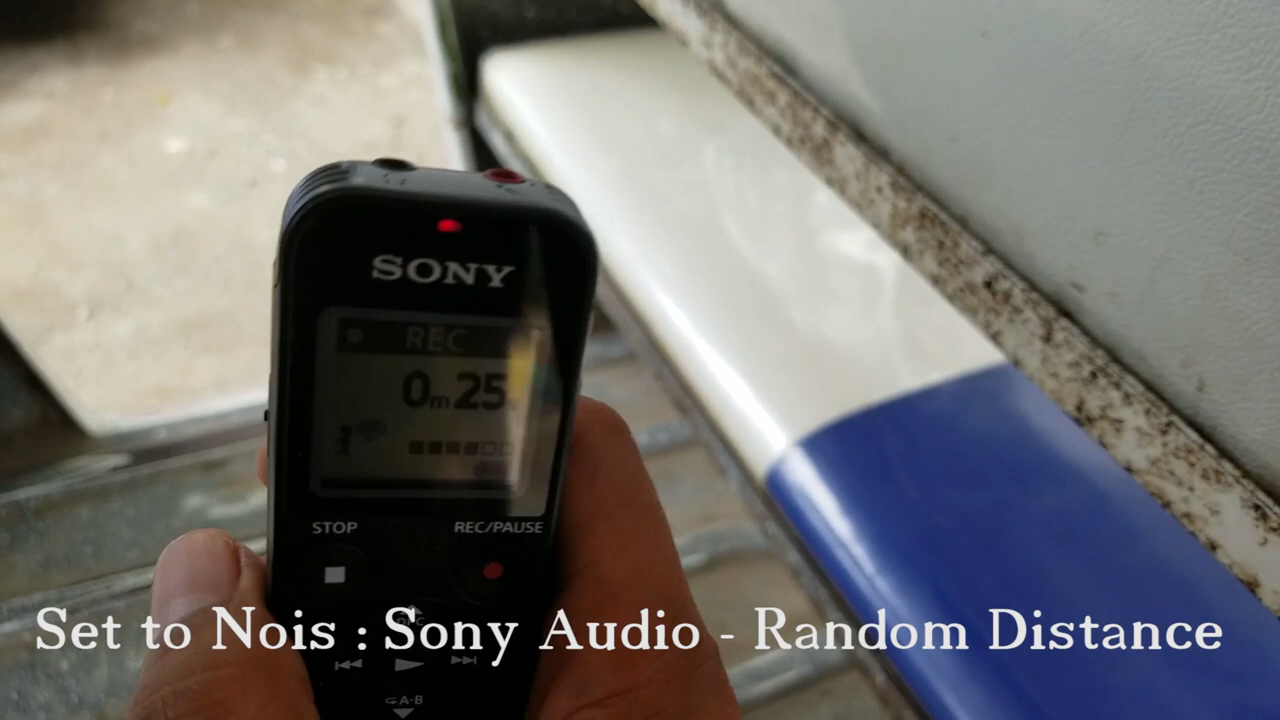 SONY
REC
0m25
STOP REC/PAUSE
Set to Nois : Sony Audio - Random Distance
A-B